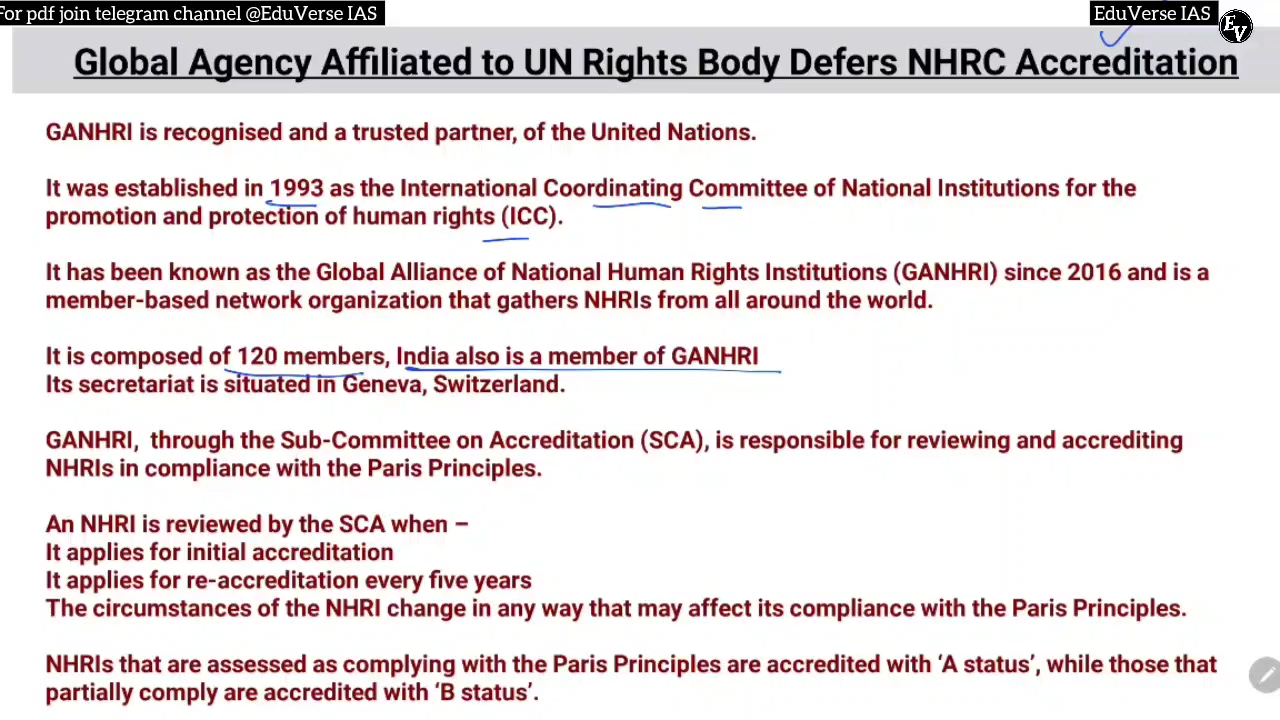 For pdf join telegram channel @EduVerse IAS
EduVerse IAS
EV
Global Agency Affiliated to UN Rights Body Defers NHRC Accreditation
GANHRI is recognised and a trusted partner, of the United Nations.
It was established in 1993 as the International Coordinating Committee of National Institutions for the
promotion and protection of human rights (ICC).
It has been known as the Global Alliance of National Human Rights Institutions (GANHRI) since 2016 and is a
member-based network organization that gathers NHRIs from all around the world.
It is composed of 120 members, India also is a member of GANHRI
Its secretariat is situated in Geneva, Switzerland.
GANHRI,  through the Sub-Committee on Accreditation (SCA), is responsible for reviewing and accrediting
NHRIs in compliance with the Paris Principles.
An NHRI is reviewed by the SCA when –
It applies for initial accreditation
It applies for re-accreditation every five years
The circumstances of the NHRI change in any way that may affect its compliance with the Paris Principles.
NHRIs that are assessed as complying with the Paris Principles are accredited with ‘A status’, while those that
partially comply are accredited with ‘B status’.